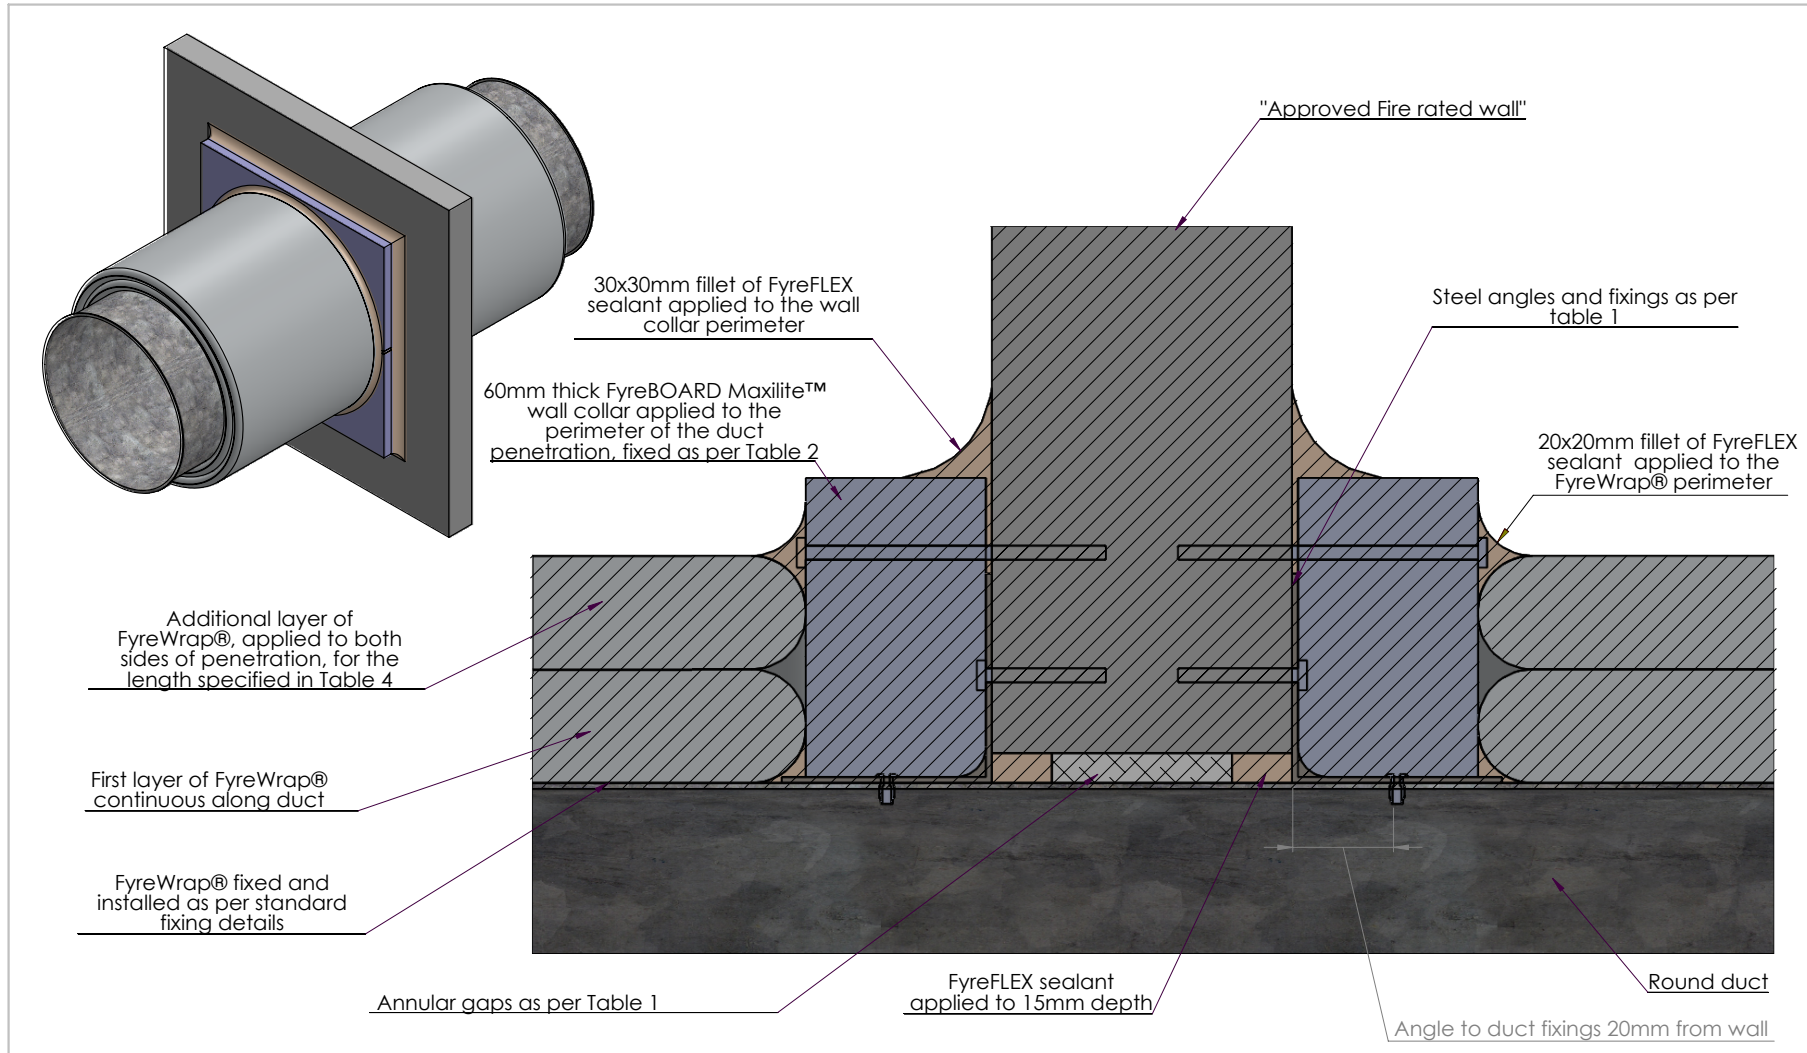 "Approved Fire rated wall"
30x30mm fillet of FyreFLEX
sealant applied to the wall
collar perimeter
Steel angles and fixings as per
table 1
60mm thick FyreBOARD Maxilite™
wall collar applied to the
perimeter of the duct
penetration, fixed as per Table 2
20x20mm fillet of FyreFLEX
sealant applied to the
FyreWrap® perimeter
Additional layer of
FyreWrap®, applied to both
sides of penetration, for the
length specified in Table 4
First layer of FyreWrap®
continuous along duct
FyreWrap® fixed and
installed as per standard
fixing details
Annular gaps as per Table 1
FyreFLEX sealant
applied to 15mm depth
Round duct
Angle to duct fixings 20mm from wall